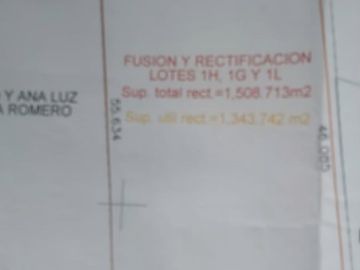 FUSION Y RECTIFICACION
LOTES 1H, 1G Y 1L
Sup. total rect.=1,508.713m2
Sup. util rect.=1,343.742 m2
Y ANA LUZ
A ROMERO
55.634
46.000